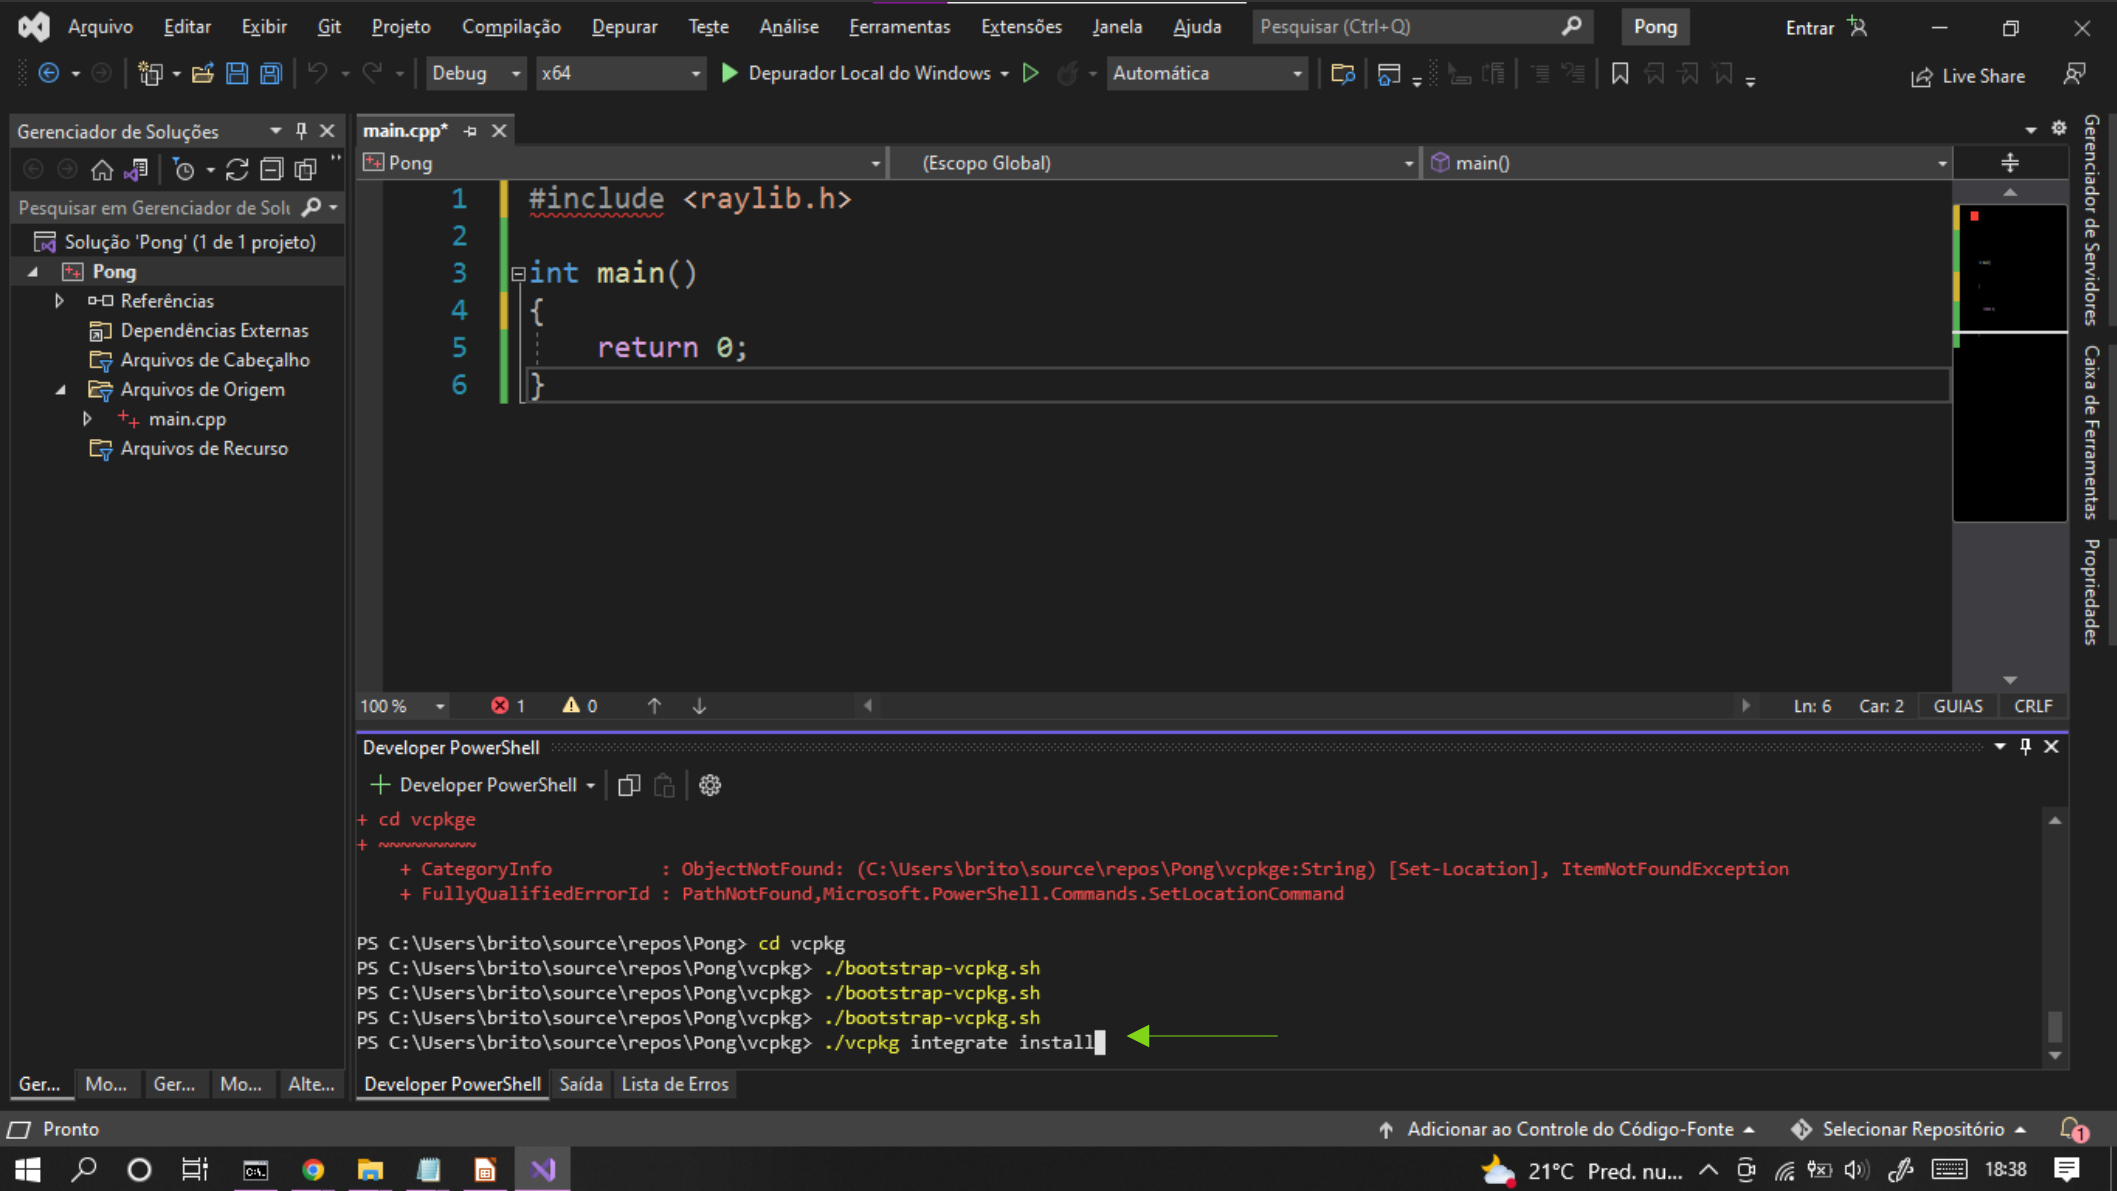 Arquivo Editar Exibir Git Projeto Compilação Depurar Teste Análise Ferramentas Extensões Janela Ajuda Pesquisar (Ctrl+Q) Pong Entrar
Debug x64 Depurador Local do Windows Automática Live Share
Gerenciador de Soluções
Pesquisar em Gerenciador de Solu
Solução 'Pong' (1 de 1 projeto)
Pong
Referências
Dependências Externas
Arquivos de Cabeçalho
Arquivos de Origem
main.cpp
Arquivos de Recurso
Ger... Mo... Ger... Mo... Alte...
main.cpp*
Pong (Escopo Global) main()
1 #include <raylib.h>
2
3 int main()
4 {
5 return 0;
6 }
100 % 1 0 Ln: 6 Car: 2 GUIAS CRLF
Developer PowerShell
Developer PowerShell
+ cd vcpkge
+ ~~~~~~~~~
+ CategoryInfo : ObjectNotFound: (C:\Users\brito\source\repos\Pong\vcpkge:String) [Set-Location], ItemNotFoundException
+ FullyQualifiedErrorId : PathNotFound,Microsoft.PowerShell.Commands.SetLocationCommand
PS C:\Users\brito\source\repos\Pong> cd vcpkg
PS C:\Users\brito\source\repos\Pong\vcpkg> ./bootstrap-vcpkg.sh
PS C:\Users\brito\source\repos\Pong\vcpkg> ./bootstrap-vcpkg.sh
PS C:\Users\brito\source\repos\Pong\vcpkg> ./bootstrap-vcpkg.sh
PS C:\Users\brito\source\repos\Pong\vcpkg> ./vcpkg integrate install
Developer PowerShell Saída Lista de Erros
Gerenciador de Servidores
Caixa de Ferramentas
Propriedades
Pronto Adicionar ao Controle do Código-Fonte Selecionar Repositório 1
21°C Pred. nu... 18:38